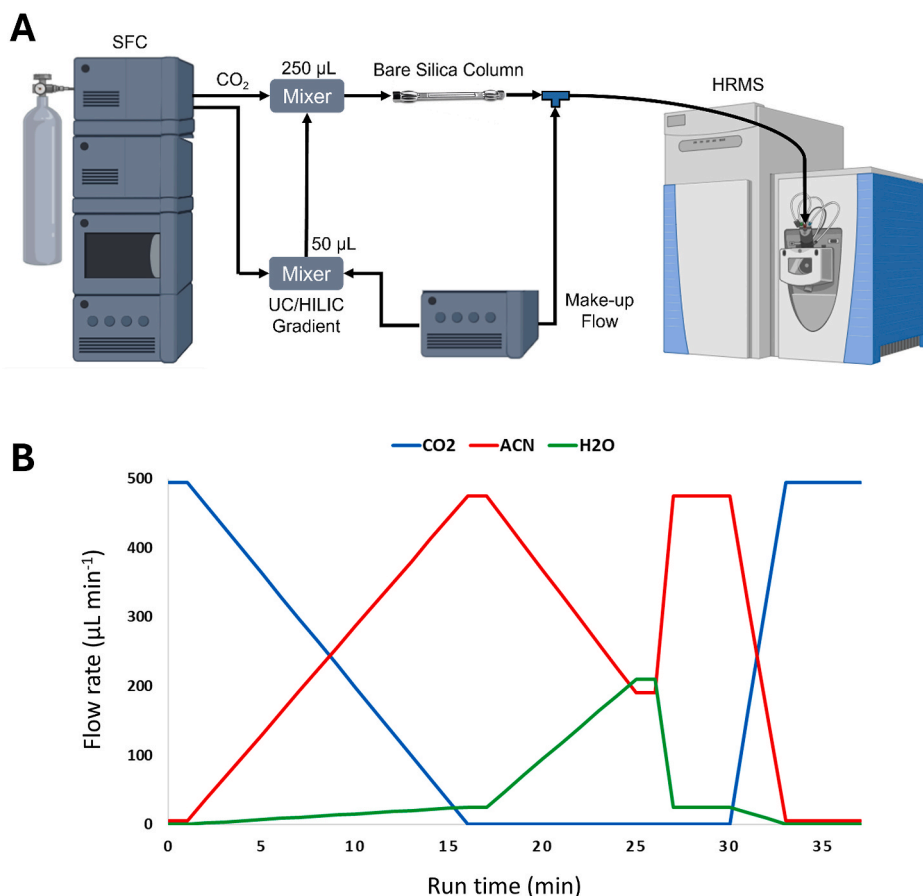 A
SFC
CO₂
250 µL
Mixer
Bare Silica Column
HRMS
50 µL
Mixer
UC/HILIC
Gradient
Make-up
Flow
B
CO2 ACN H2O
Flow rate (µL min⁻¹)
500
400
300
200
100
0
0 5 10 15 20 25 30 35
Run time (min)